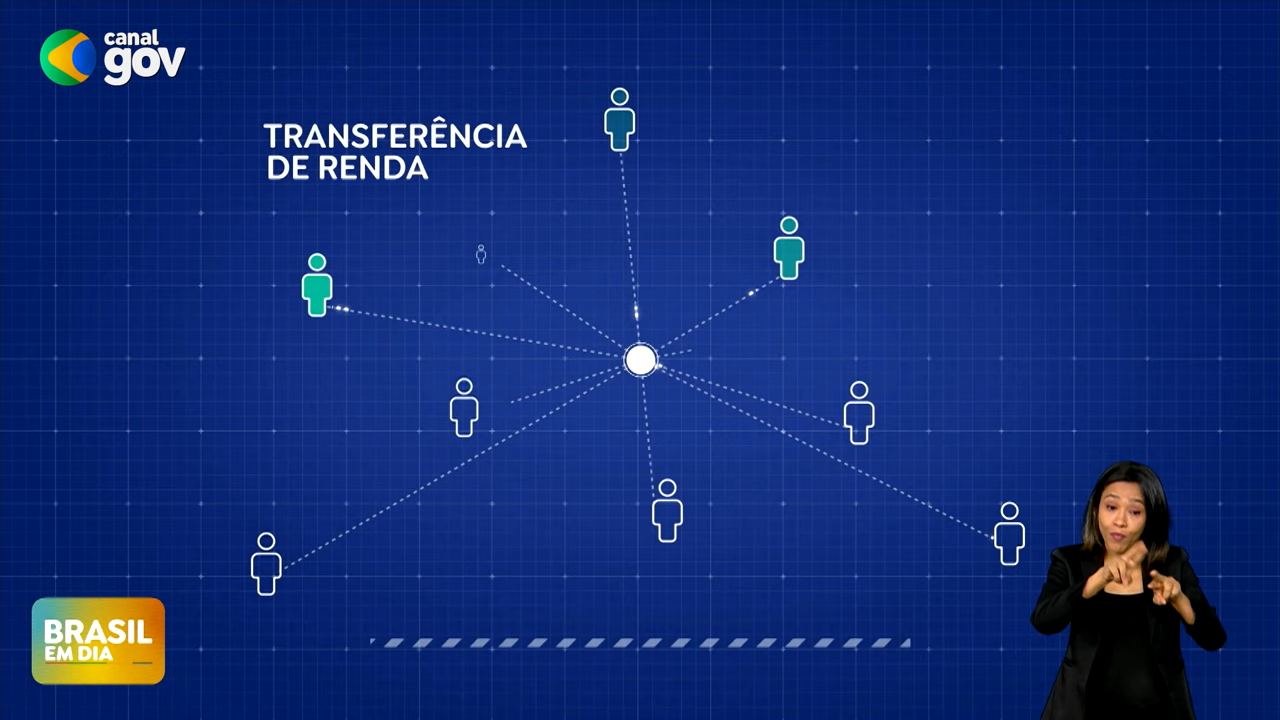 canal
gov
TRANSFERÊNCIA
DE RENDA
BRASIL
EM DIA